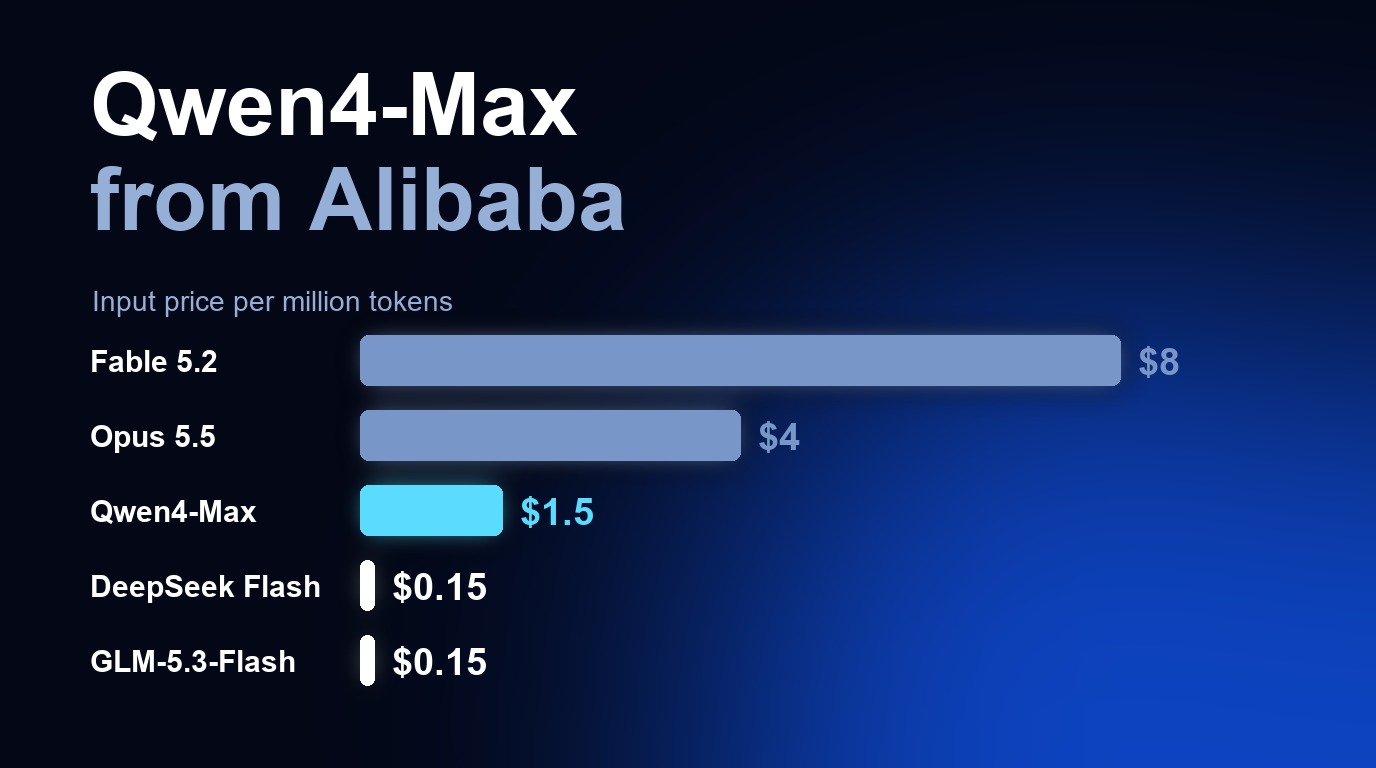 Qwen4-Max
from Alibaba
Input price per million tokens
Fable 5.2 $8
Opus 5.5 $4
Qwen4-Max $1.5
DeepSeek Flash $0.15
GLM-5.3-Flash $0.15